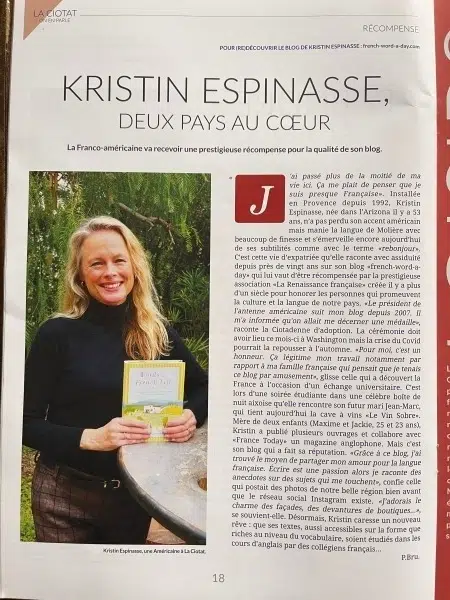 LA CIOTAT
ON EN PARLE
RÉCOMPENSE
POUR (RE)DÉCOUVRIR LE BLOG DE KRISTIN ESPINASSE : french-word-a-day.com
KRISTIN ESPINASSE,
DEUX PAYS AU CŒUR
La Franco-américaine va recevoir une prestigieuse récompense pour la qualité de son blog.
"J'ai passé plus de la moitié de ma
vie ici. Ça me plait de penser que je
suis presque Française». Installée
en Provence depuis 1992, Kristin
Espinasse, née dans l'Arizona il y a 53
ans, n'a pas perdu son accent américain
mais manie la langue de Molière avec
beaucoup de finesse et s'émerveille encore aujourd'hui
de ses subtilités comme avec le terme «rebonjour».
C'est cette vie d'expatriée qu'elle raconte avec assiduité
depuis près de vingt ans sur son blog «french-word-a-
day» qui lui vaut d'être récompensée par la prestigieuse
association «La Renaissance française» créée il y a plus
d'un siècle pour honorer les personnes qui promeuvent
la culture et la langue de notre pays. «Le président de
l'antenne américaine suit mon blog depuis 2007. Il
m'a informée qu'on allait me décerner une médaille»,
raconte la Ciotadenne d'adoption. La cérémonie doit
avoir lieu ce mois-ci à Washington mais la crise du Covid
pourrait la repousser à l'automne. «Pour moi, c'est un
honneur. Ça légitime mon travail notamment par
rapport à ma famille française qui pensait que je tenais
ce blog par amusement», glisse celle qui a découvert la
France à l'occasion d'un échange universitaire. C'est
lors d'une soirée étudiante dans une célèbre boîte de
nuit aixoise qu'elle rencontre son futur mari Jean-Marc,
qui tient aujourd'hui la cave à vins «Le Vin Sobre».
Mère de deux enfants (Maxime et Jackie, 25 et 23 ans),
Kristin a publié plusieurs ouvrages et collabore avec
«France Today» un magazine anglophone. Mais c'est
son blog qui a fait sa réputation. «Grâce à ce blog, j'ai
trouvé le moyen de partager mon amour pour la langue
française. Ecrire est une passion alors je raconte des
anecdotes sur des sujets qui me touchent», confie celle
qui postait des photos de notre belle région bien avant
que le réseau social Instagram existe. «J'adorais le
charme des façades, des devantures de boutiques...»,
se souvient-elle. Désormais, Kristin caresse un nouveau
rêve : que ses textes, aussi accessibles sur la forme que
riches au niveau du vocabulaire, soient étudiés dans les
cours d'anglais par des collégiens français...
P.Bru.
Kristin Espinasse, une Américaine à La Ciotat.
18